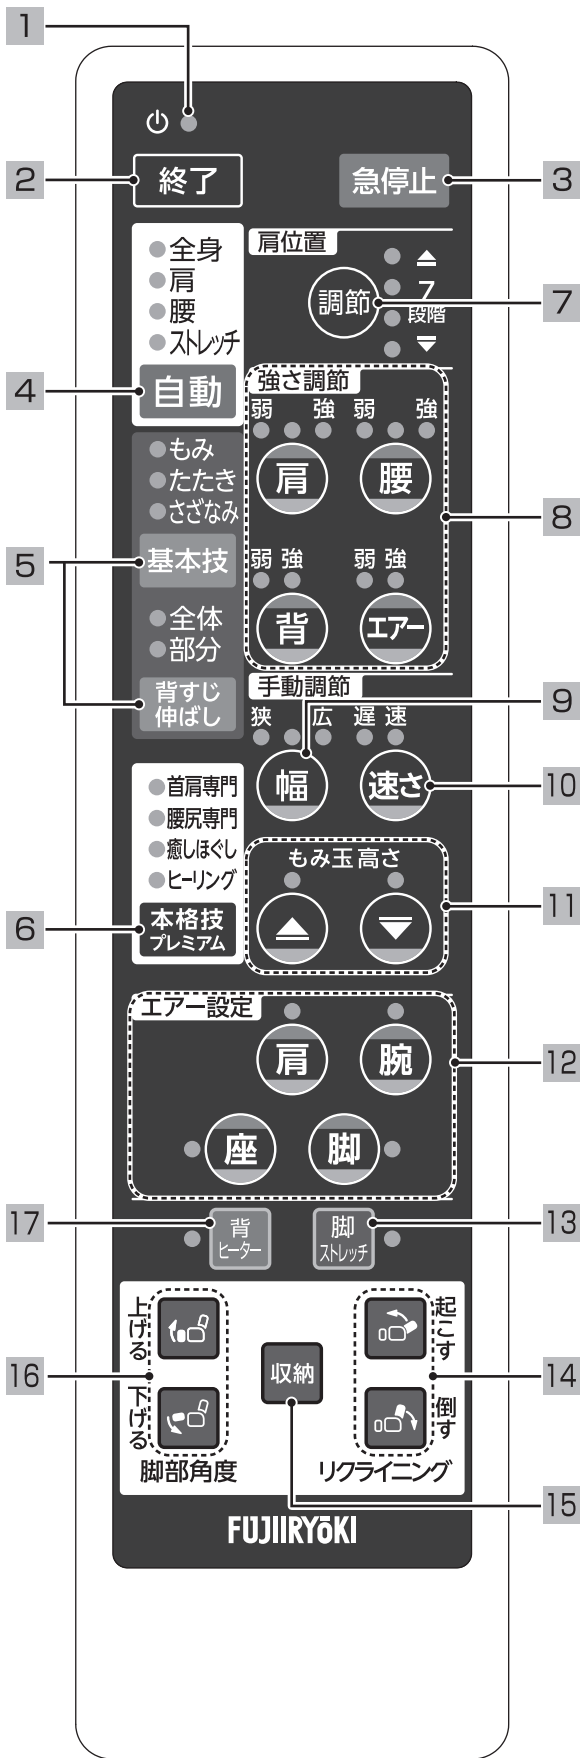 1
2
終了
急停止
3
全身
肩
腰
ストレッチ
4
自動
肩位置
調節
7
段階
7
もみ
たたき
さざなみ
5
基本技
全体
部分
背すじ
伸ばし
強さ調節
弱 強 弱 強
肩
腰
8
弱 強 弱 強
背
エアー
手動調節
9
狭 広 遅 速
幅
速さ
10
首肩専門
腰尻専門
癒しほぐし
ヒーリング
6
本格技
プレミアム
もみ玉高さ
11
エアー設定
肩
腕
12
座
脚
17
背
ヒーター
脚
ストレッチ
13
上げる
下げる
16
脚部角度
収納
15
起こす
倒す
14
リクライニング
FUJIIRYōKI